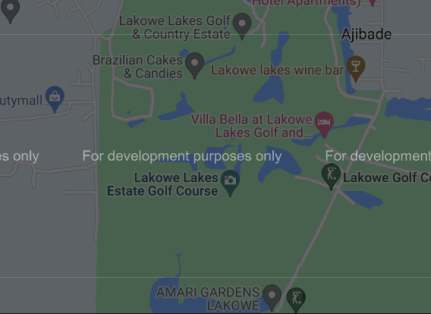 Hotel Apartments)
Lakowe Lakes Golf
& Country Estate
Ajibade
Brazilian Cakes
& Candies
Lakowe lakes wine bar
utymall
Villa Bella at Lakowe
Lakes Golf and...
es only
For development purposes only
For development
Lakowe Lakes
Estate Golf Course
Lakowe Golf C
AMARI GARDENS
LAKOWE